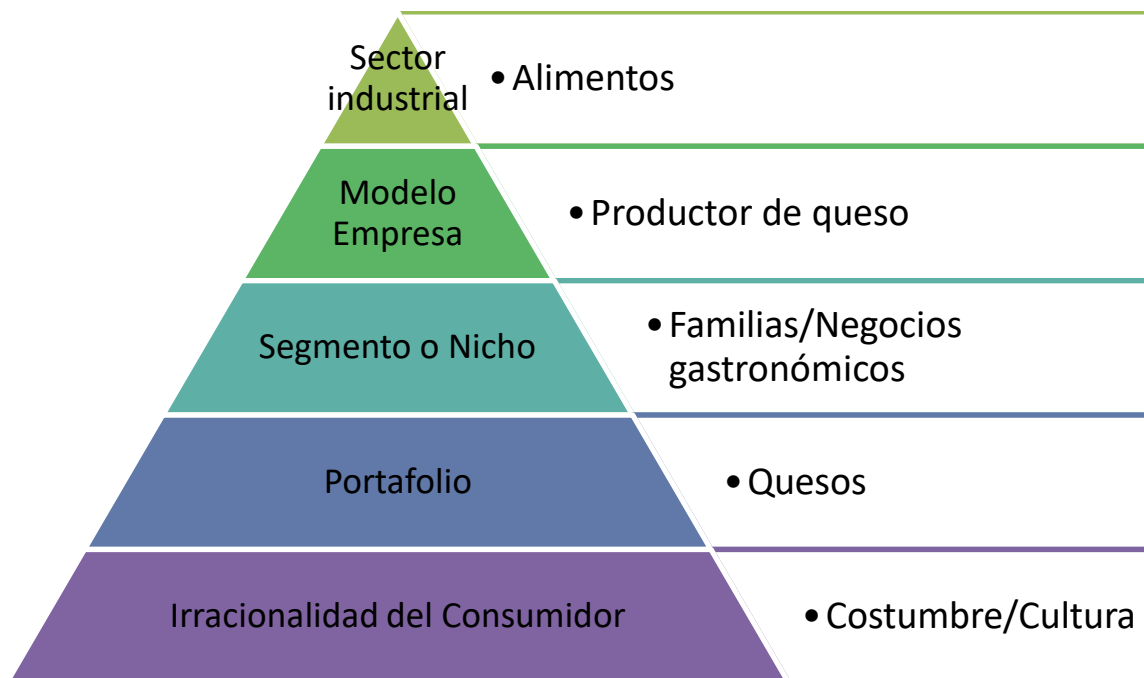 Sector
industrial
• Alimentos
Modelo
Empresa
• Productor de queso
Segmento o Nicho
• Familias/Negocios
gastronómicos
Portafolio
• Quesos
Irracionalidad del Consumidor
• Costumbre/Cultura